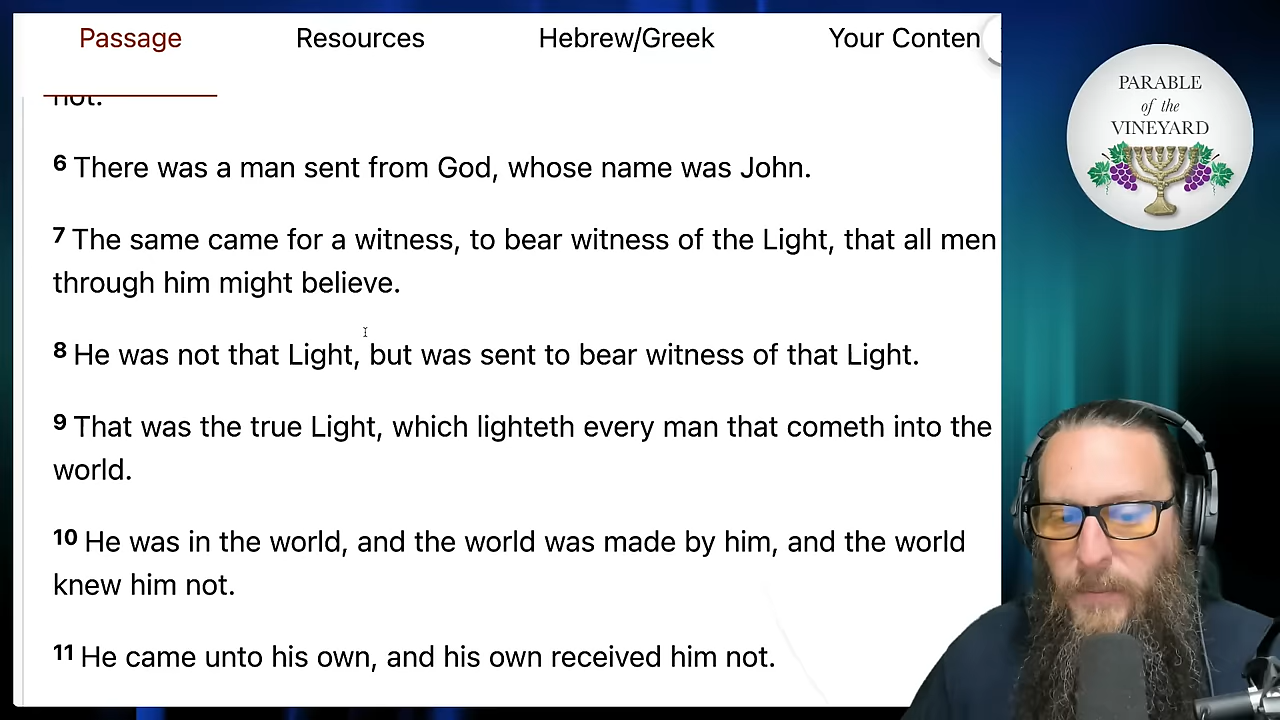 Passage
Resources
Hebrew/Greek
Your Conten
not.
6 There was a man sent from God, whose name was John.
7 The same came for a witness, to bear witness of the Light, that all men
through him might believe.
8 He was not that Light, but was sent to bear witness of that Light.
9 That was the true Light, which lighteth every man that cometh into the
world.
10 He was in the world, and the world was made by him, and the world
knew him not.
11 He came unto his own, and his own received him not.
PARABLE
of the
VINEYARD